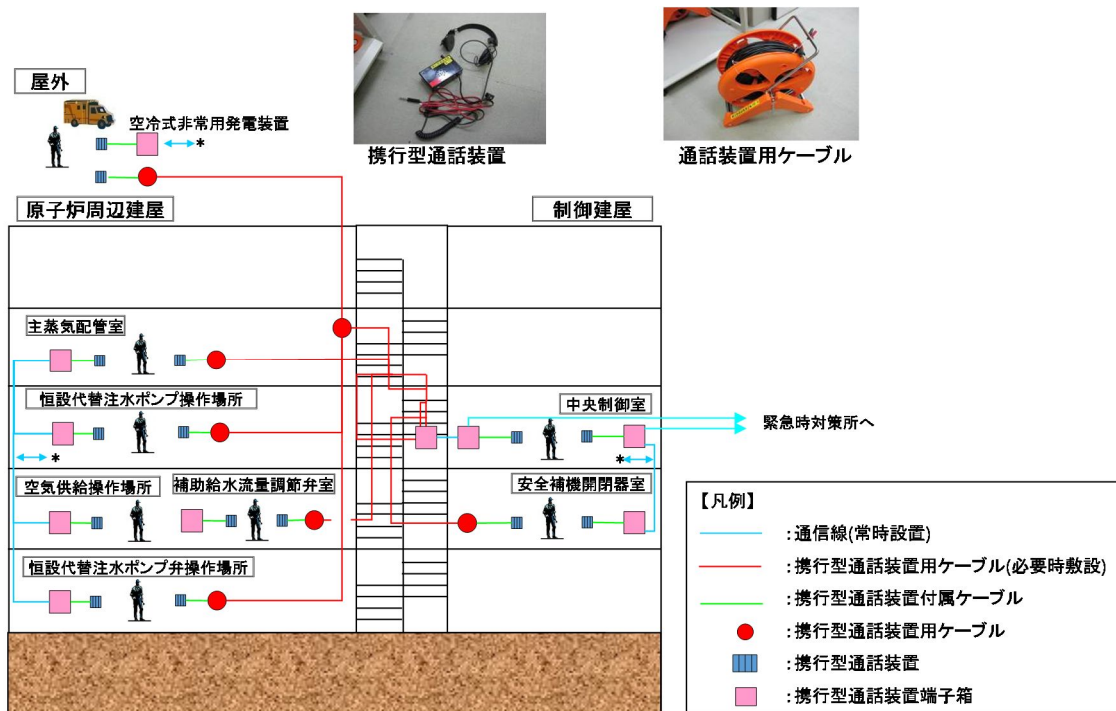 屋外
空冷式非常用発電装置
*
携行型通話装置
通話装置用ケーブル
原子炉周辺建屋
制御建屋
主蒸気配管室
恒設代替注水ポンプ操作場所
中央制御室
緊急時対策所へ
*
*
空気供給操作場所
補助給水流量調節弁室
安全補機開閉器室
恒設代替注水ポンプ弁操作場所
【凡例】
:通信線(常時設置)
:携行型通話装置用ケーブル(必要時敷設)
:携行型通話装置付属ケーブル
:携行型通話装置用ケーブル
:携行型通話装置
:携行型通話装置端子箱